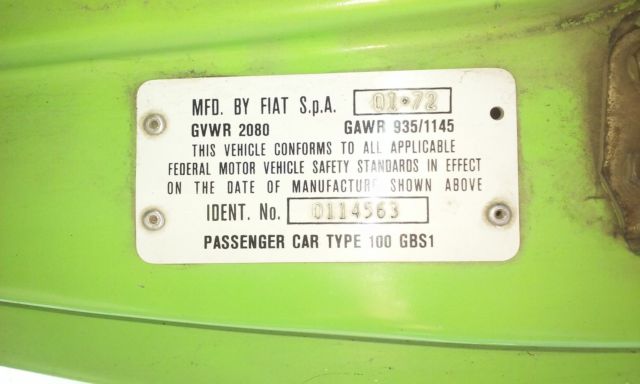 MFD. BY FIAT S.p.A. 01·72
GVWR 2080 GAWR 935/1145
THIS VEHICLE CONFORMS TO ALL APPLICABLE
FEDERAL MOTOR VEHICLE SAFETY STANDARDS IN EFFECT
ON THE DATE OF MANUFACTURE SHOWN ABOVE
IDENT. No. 0114563
PASSENGER CAR TYPE 100 GBS1